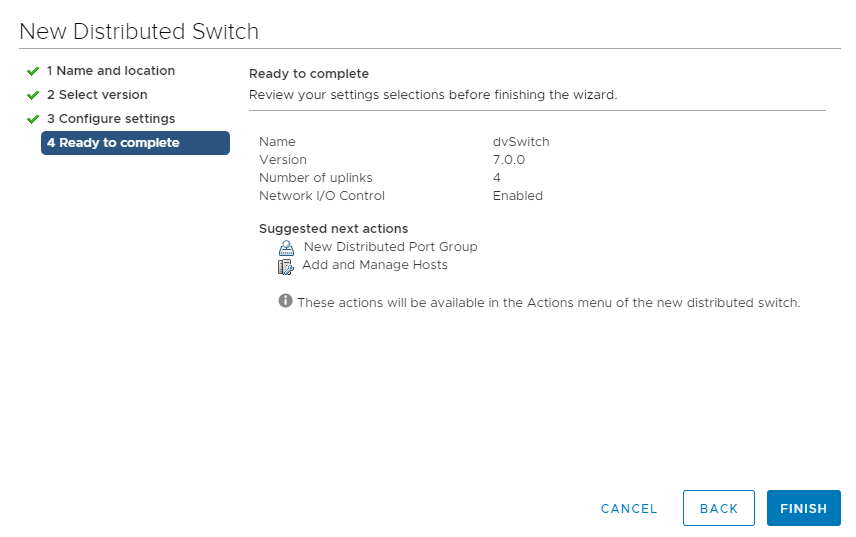 New Distributed Switch
1 Name and location
2 Select version
3 Configure settings
4 Ready to complete
Ready to complete
Review your settings selections before finishing the wizard.
Name dvSwitch
Version 7.0.0
Number of uplinks 4
Network I/O Control Enabled
Suggested next actions
New Distributed Port Group
Add and Manage Hosts
These actions will be available in the Actions menu of the new distributed switch.
CANCEL BACK FINISH